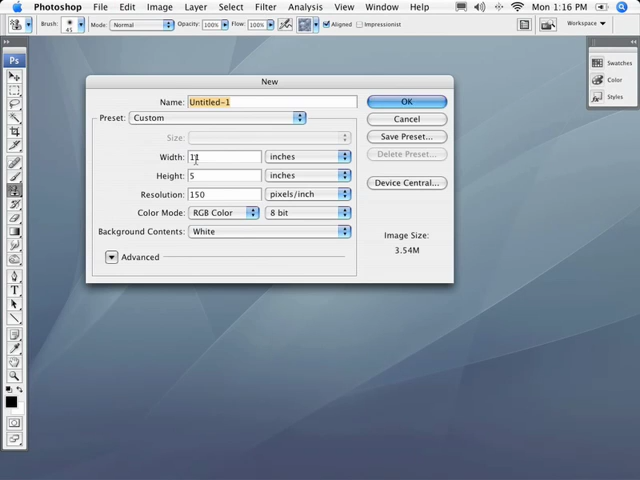 Photoshop File Edit Image Layer Select Filter Analysis View Window Mon 1:16 PM
Brush: 45 Mode: Normal Opacity: 100% Flow: 100% Aligned Impressionist Workspace
Ps
New
Name: Untitled-1 OK
Preset: Custom Cancel
Size: Save Preset...
Width: 11 inches Delete Preset...
Height: 5 inches
Resolution: 150 pixels/inch Device Central...
Color Mode: RGB Color 8 bit
Background Contents: White
Image Size:
3.54M
Advanced
Swatches
Color
Styles